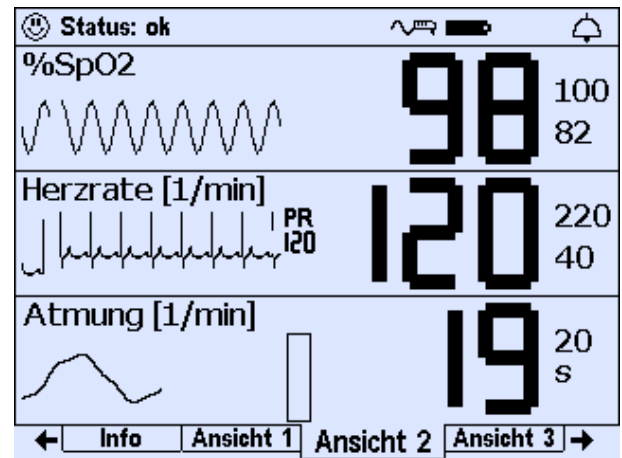 Status: ok
%SpO2
98
100
82
Herzrate [1/min]
PR
120
120
220
40
Atmung [1/min]
19
20
s
Info Ansicht 1 Ansicht 2 Ansicht 3